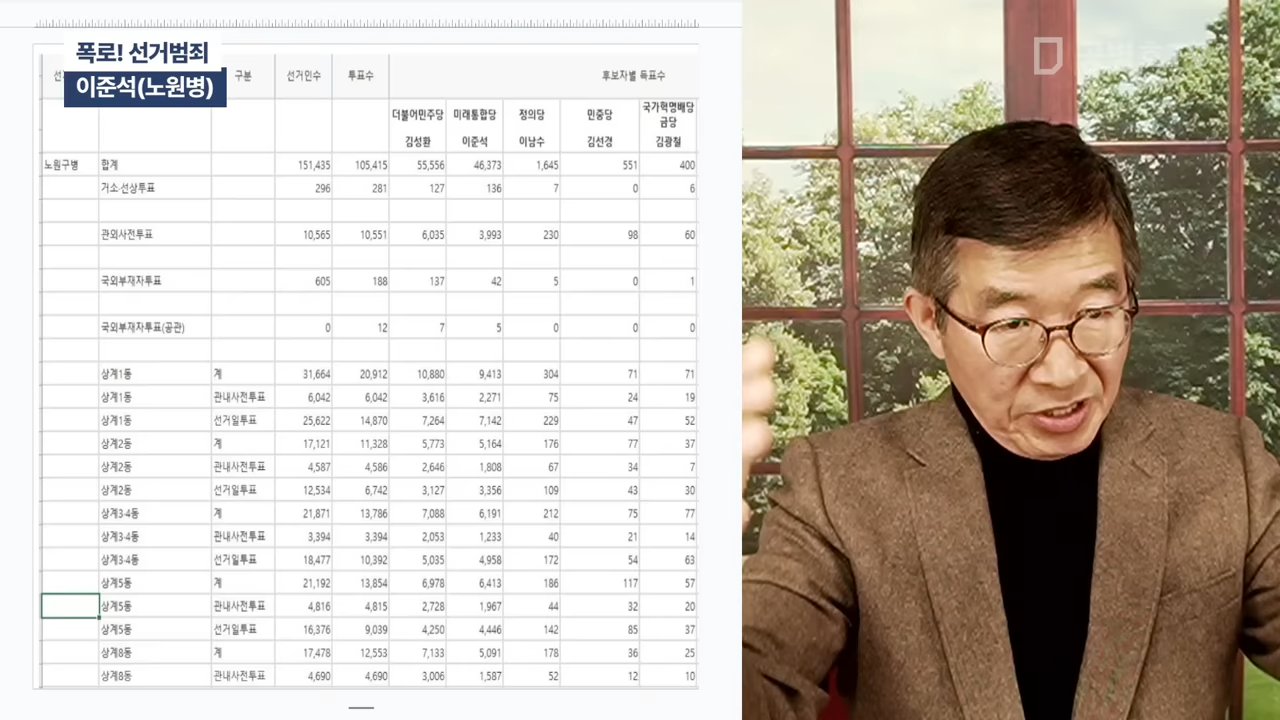 폭로! 선거범죄
이준석(노원병)
구분 선거인수 투표수 후보자별 득표수
더불어민주당 미래통합당 정의당 민중당 국가혁명배당금당
김성환 이준석 이남수 김선경 김광철
노원구병 합계 151,435 105,415 55,556 46,373 1,645 551 400
거소·선상투표 296 281 127 136 7 0 6
관외사전투표 10,565 10,551 6,035 3,993 230 98 60
국외부재자투표 605 188 137 42 5 0 1
국외부재자투표(공관) 0 12 7 5 0 0 0
상계1동 계 31,664 20,912 10,880 9,413 304 71 71
상계1동 관내사전투표 6,042 6,042 3,616 2,271 75 24 19
상계1동 선거일투표 25,622 14,870 7,264 7,142 229 47 52
상계2동 계 17,121 11,328 5,773 5,164 176 77 37
상계2동 관내사전투표 4,587 4,586 2,646 1,808 67 34 7
상계2동 선거일투표 12,534 6,742 3,127 3,356 109 43 30
상계3·4동 계 21,871 13,786 7,088 6,191 212 75 77
상계3·4동 관내사전투표 3,394 3,394 2,053 1,233 40 21 14
상계3·4동 선거일투표 18,477 10,392 5,035 4,958 172 54 63
상계5동 계 21,192 13,854 6,978 6,413 186 117 57
상계5동 관내사전투표 4,816 4,815 2,728 1,967 44 32 20
상계5동 선거일투표 16,376 9,039 4,250 4,446 142 85 37
상계8동 계 17,478 12,553 7,133 5,091 178 36 25
상계8동 관내사전투표 4,690 4,690 3,006 1,587 52 12 10